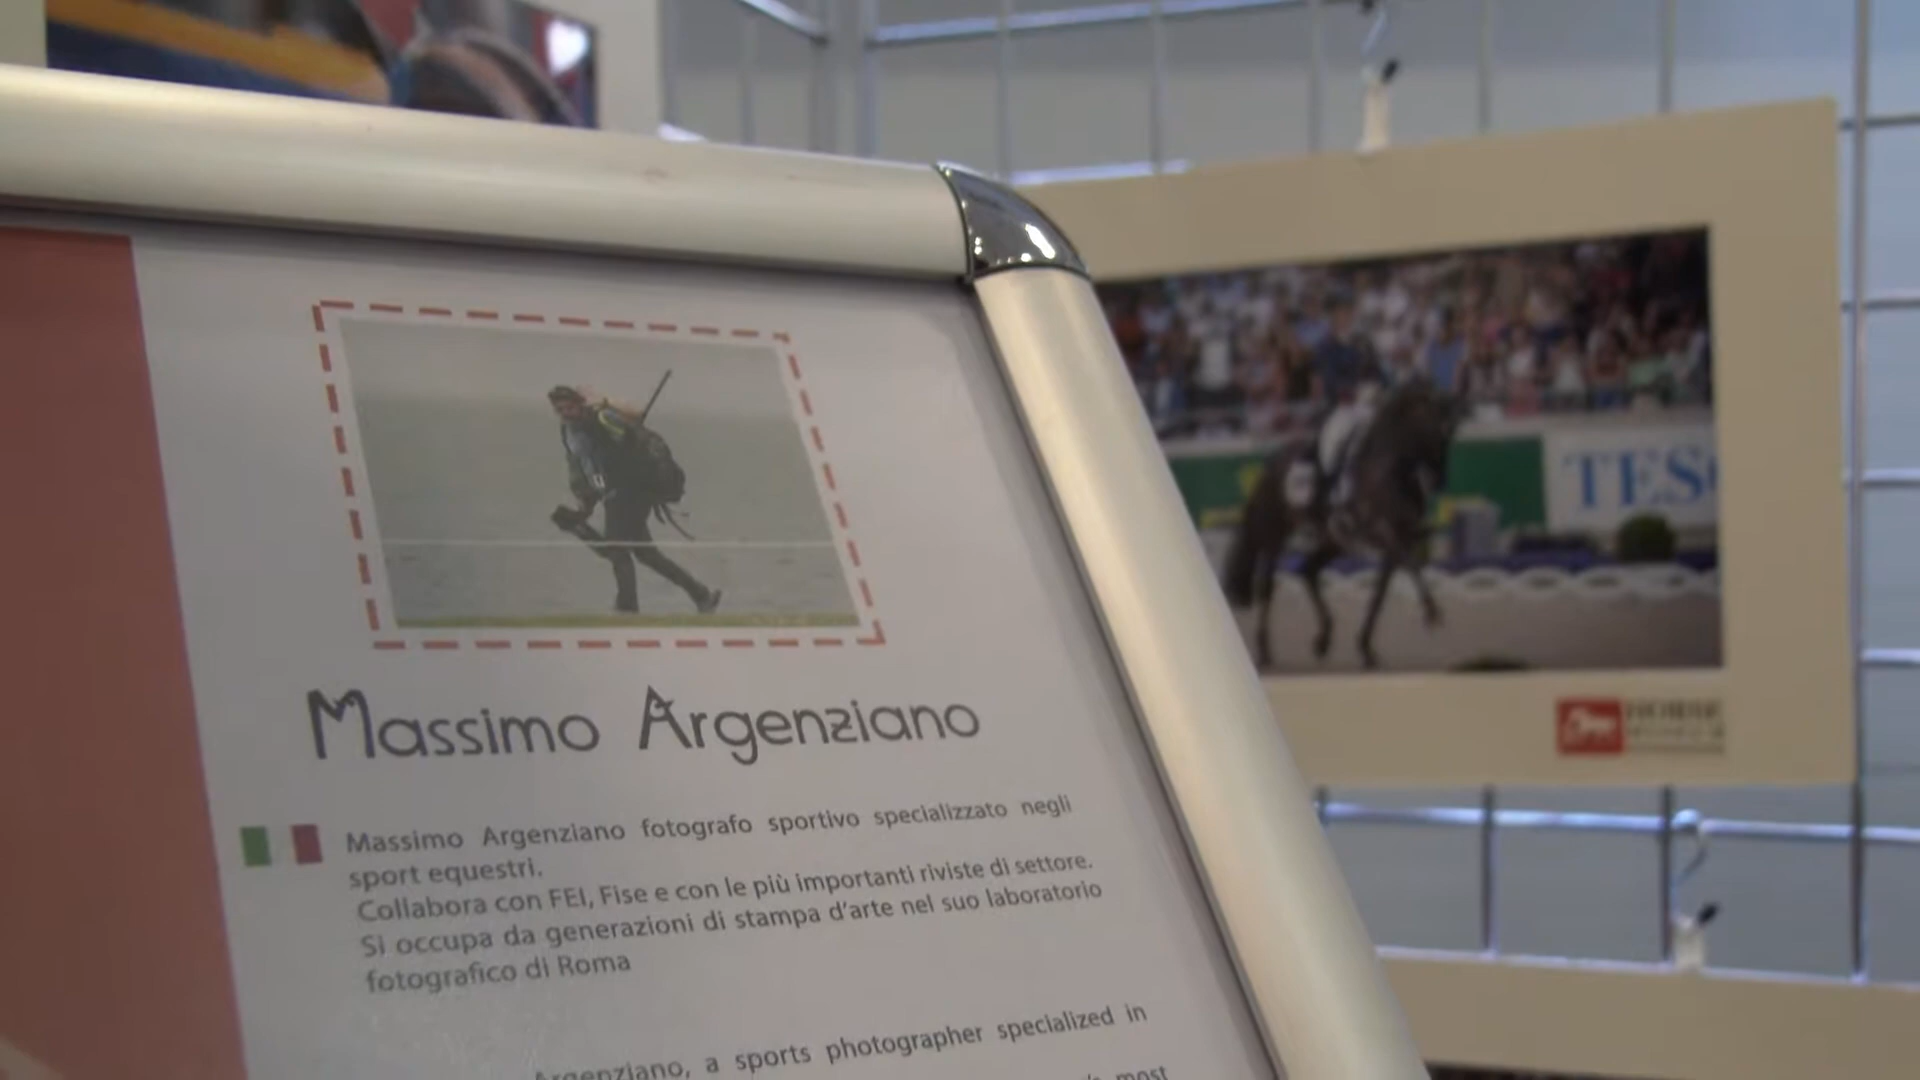 TES
HORSE
Massimo Argenziano
Massimo Argenziano fotografo sportivo specializzato negli
sport equestri.
Collabora con FEI, Fise e con le più importanti riviste di settore.
Si occupa da generazioni di stampa d'arte nel suo laboratorio
fotografico di Roma
Argenziano, a sports photographer specialized in
most